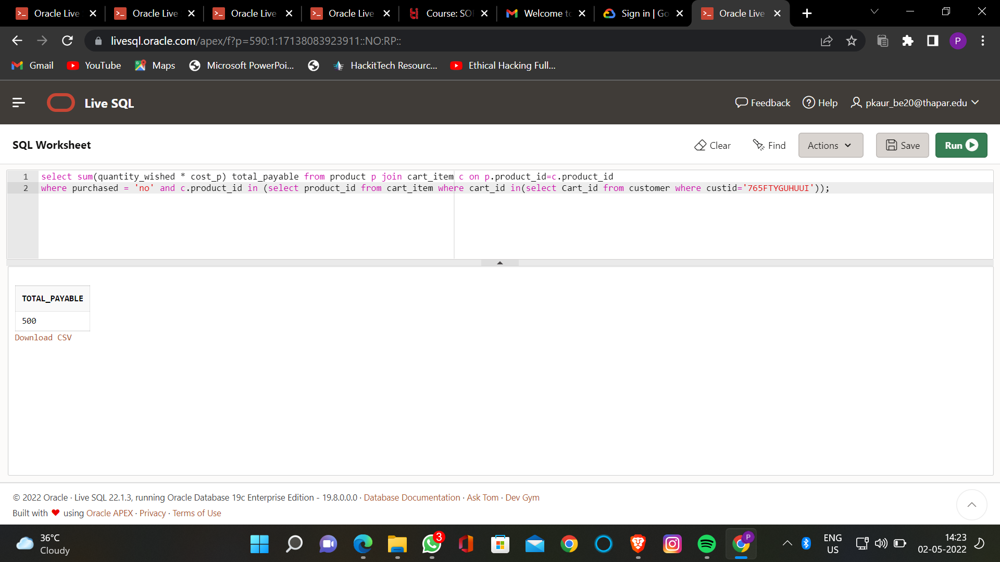 Oracle Live
Oracle Live
Oracle Live
Oracle Live
Course: SO
Welcome to
Sign in | Go
Oracle Live
livesql.oracle.com/apex/f?p=590:1:17138083923911::NO:RP::
P
Gmail
YouTube
Maps
Microsoft PowerPoi...
HackitTech Resourc...
Ethical Hacking Full...
Live SQL
Feedback
Help
pkaur_be20@thapar.edu
SQL Worksheet
Clear
Find
Actions
Save
Run
1 select sum(quantity_wished * cost_p) total_payable from product p join cart_item c on p.product_id=c.product_id
2 where purchased = 'no' and c.product_id in (select product_id from cart_item where cart_id in(select Cart_id from customer where custid='765FTYGUHUUI'));
TOTAL_PAYABLE
500
Download CSV
© 2022 Oracle · Live SQL 22.1.3, running Oracle Database 19c Enterprise Edition - 19.8.0.0.0 · Database Documentation · Ask Tom · Dev Gym
Built with ❤ using Oracle APEX · Privacy · Terms of Use
36°C
Cloudy
3
P
ENG
US
14:23
02-05-2022